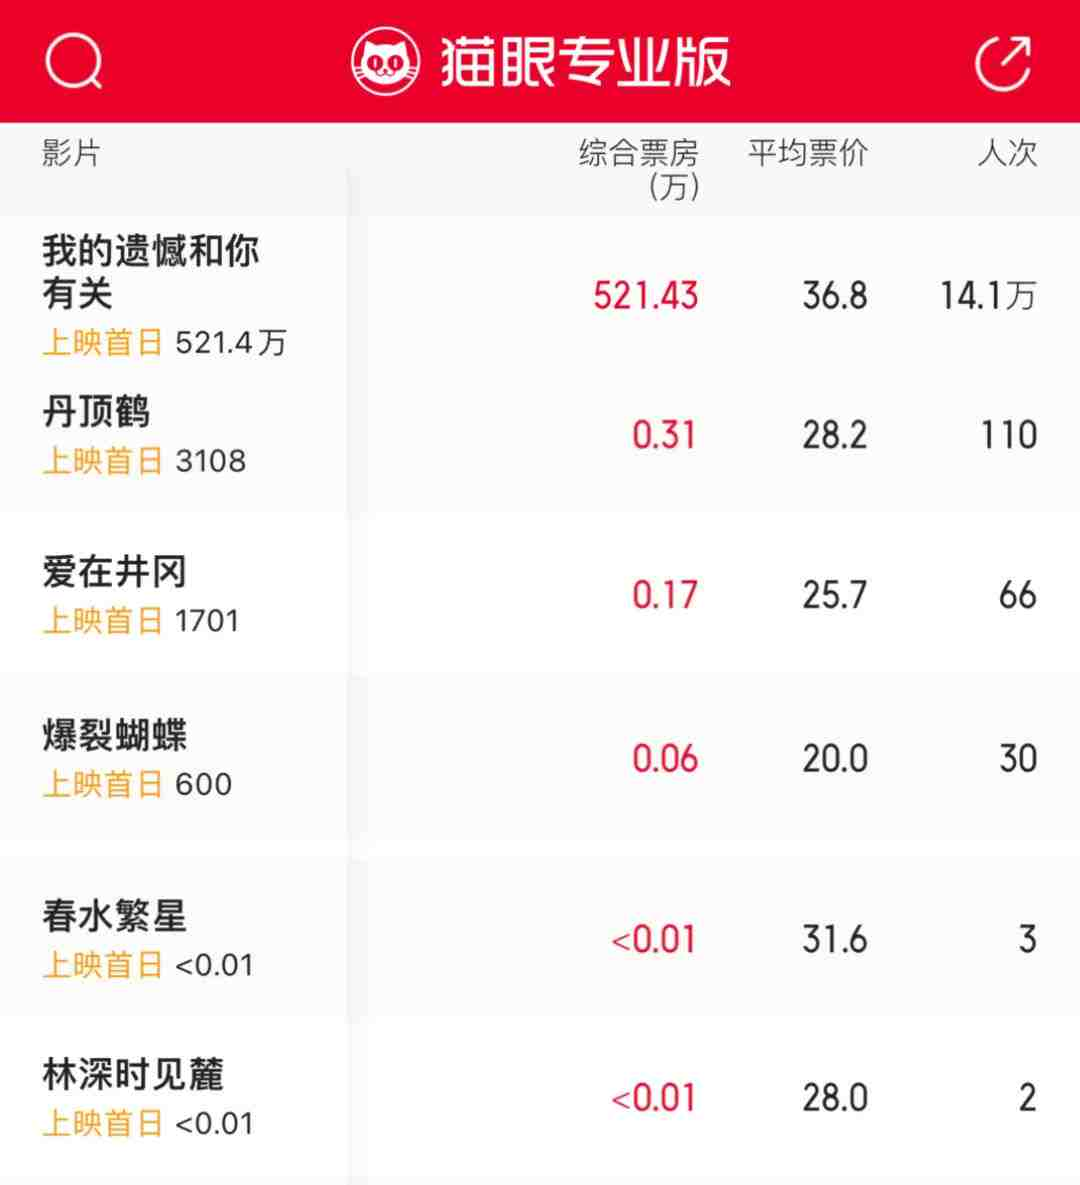 猫眼专业版
影片 综合票房 平均票价 人次
(万)
我的遗憾和你
有关
521.43 36.8 14.1万
上映首日 521.4万
丹顶鹤
0.31 28.2 110
上映首日 3108
爱在井冈
0.17 25.7 66
上映首日 1701
爆裂蝴蝶
0.06 20.0 30
上映首日 600
春水繁星
<0.01 31.6 3
上映首日 <0.01
林深时见麓
<0.01 28.0 2
上映首日 <0.01